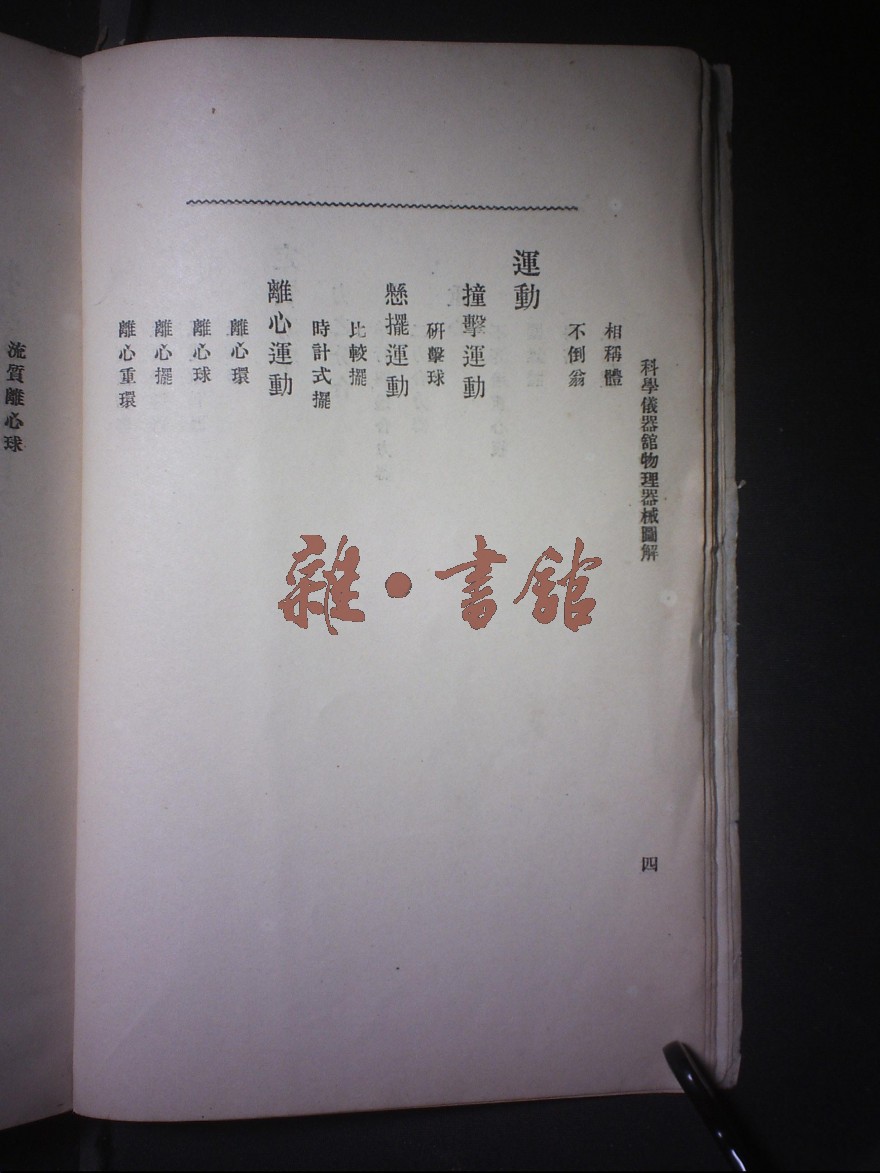 科學儀器館物理器械圖解
四
相稱體
不倒翁
運動
撞擊運動
硏擊球
懸擺運動
比較擺
時計式擺
離心運動
離心環
離心球
離心擺
離心重環
流質離心球
雜·書館